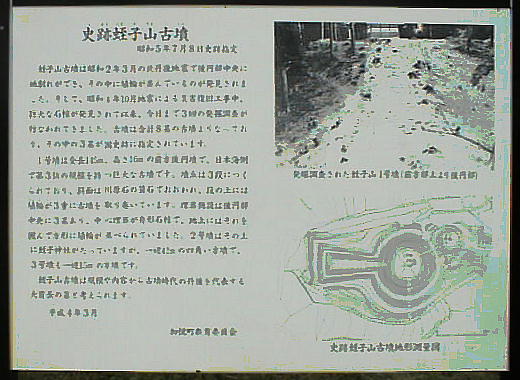 史跡蛭子山古墳
昭和5年7月8日史跡指定
蛭子山古墳は昭和2年3月の北丹後地震で後円部中央に
地割れができ、その中に埴輪が並んでいるのが発見されま
した。そして、昭和4年10月地震による災害復旧工事中、
巨大な石棺が発見されて以来、今日まで3回の発掘調査が
行なわれてきました。古墳は合計8基の古墳よりなってお
り、その中の3基が国史跡に指定されています。
1号墳は全長145m、高さ16mの前方後円墳で、日本海側
で第3位の規模を持つ巨大な古墳です。墳丘は3段につく
られており、斜面は川原石の葺石でおおわれ、段の上には
埴輪が3重に古墳を取り巻いています。埋葬施設は後円部
中央に3基あり、中心埋葬が舟形石棺で、地上にはそれを
囲んで方形に埴輪が並べられていました。2号墳はその上
に蛭子神社がたっていますが、一辺42mの四角い方墳で、
3号墳も一辺15mの方墳です。
蛭子山古墳は規模や内容から古墳時代の丹後を代表する
大首長の墓と考えられます。
平成4年3月
加悦町教育委員会
発掘調査された蛭子山1号墳(前方部上より後円部)
史跡蛭子山古墳地形測量図